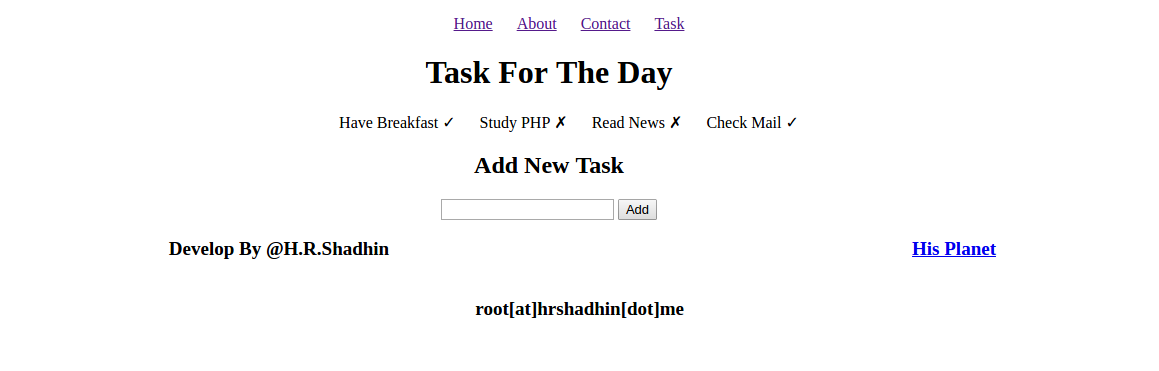 Home About Contact Task
Task For The Day
Have Breakfast ✓ Study PHP ✗ Read News ✗ Check Mail ✓
Add New Task
Add
Develop By @H.R.Shadhin His Planet
root[at]hrshadhin[dot]me